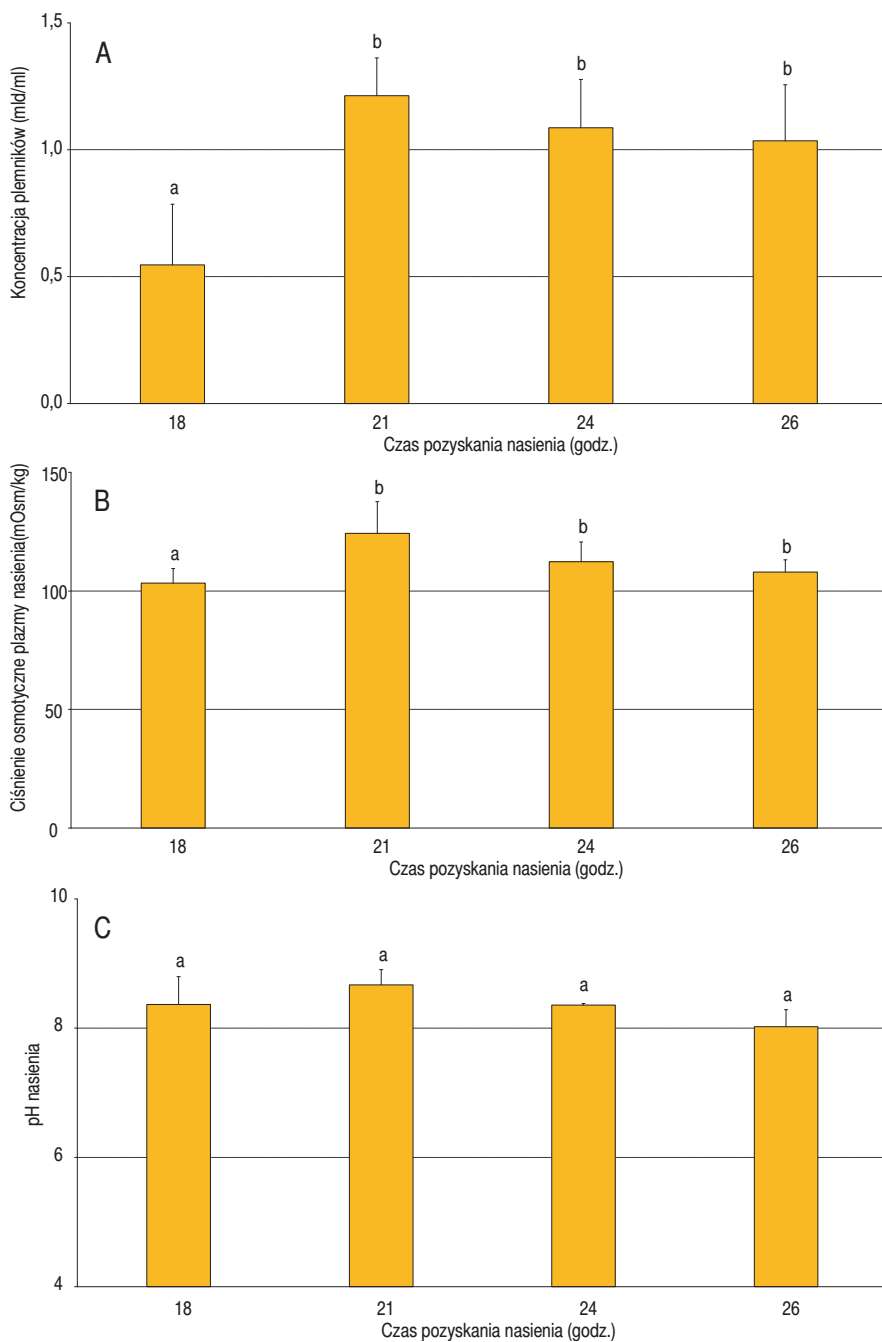 1,5
A
b
b
b
1,0
a
0,5
0,0
Koncentracja plemników (mld/ml)
18
21
24
26
Czas pozyskania nasienia (godz.)
150
B
b
b
b
a
100
50
0
Ciśnienie osmotyczne plazmy nasienia(mOsm/kg)
18
21
24
26
Czas pozyskania nasienia (godz.)
10
C
a
a
a
a
8
6
4
pH nasienia
18
21
24
26
Czas pozyskania nasienia (godz.)